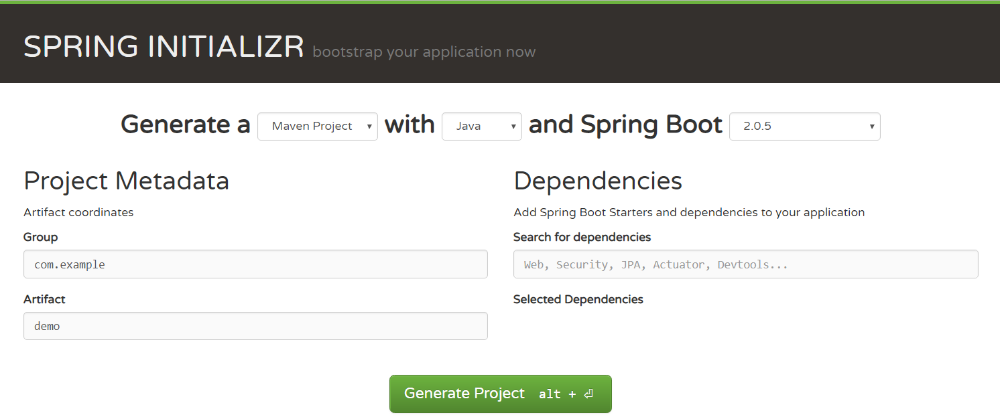 SPRING INITIALIZR bootstrap your application now
Generate a Maven Project with Java and Spring Boot 2.0.5
Project Metadata
Artifact coordinates
Group
com.example
Artifact
demo
Dependencies
Add Spring Boot Starters and dependencies to your application
Search for dependencies
Web, Security, JPA, Actuator, Devtools...
Selected Dependencies
Generate Project alt + ⏎